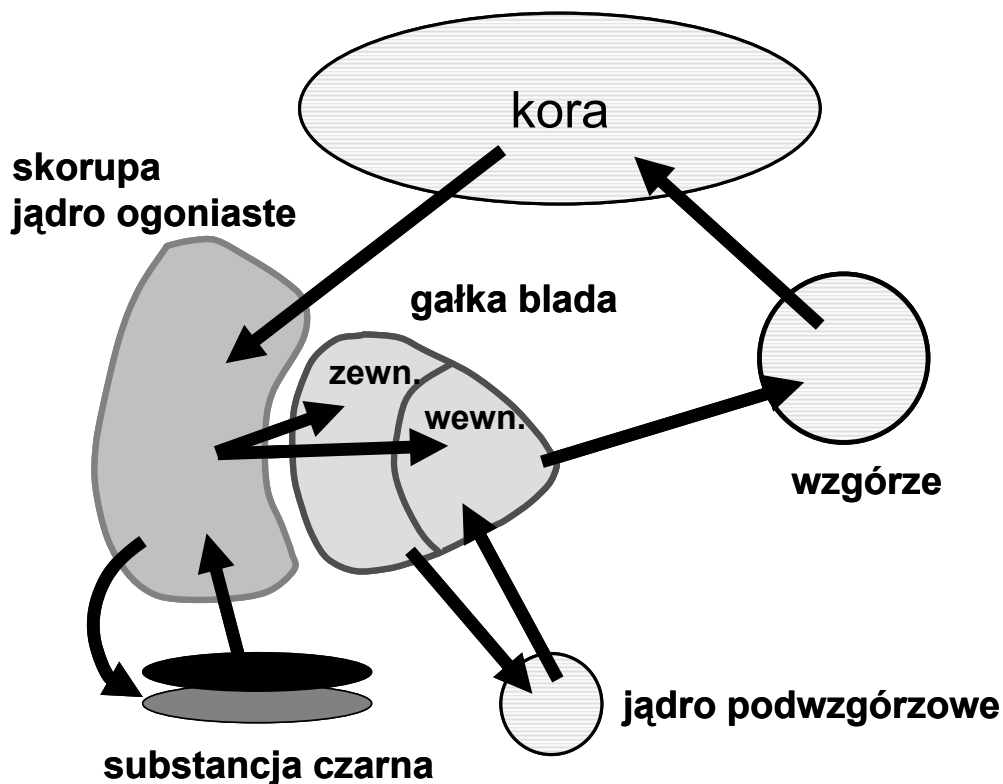 kora
skorupa
jądro ogoniaste
gałka blada
zewn.
wewn.
wzgórze
jądro podwzgórzowe
substancja czarna